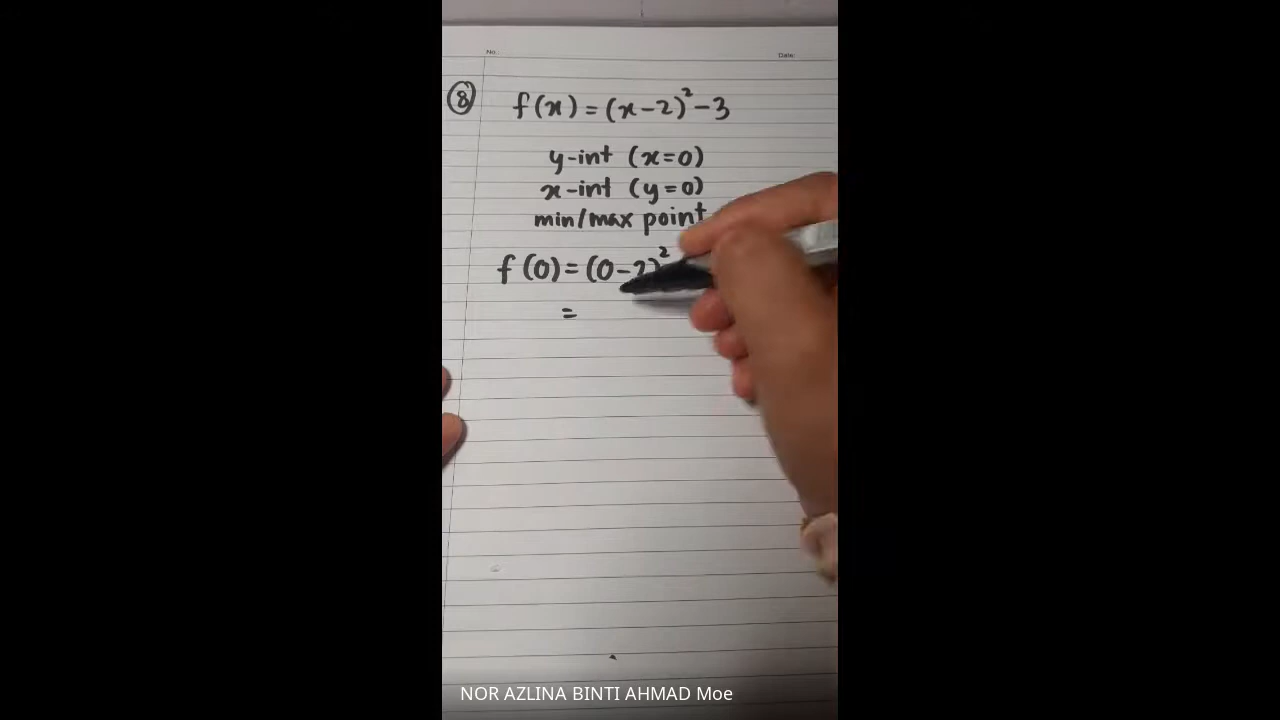 No.
Date:
8 f(x) = (x-2)² - 3
y-int (x=0)
x-int (y=0)
min/max point
f(0) = (0-2)²
=
NOR AZLINA BINTI AHMAD Moe